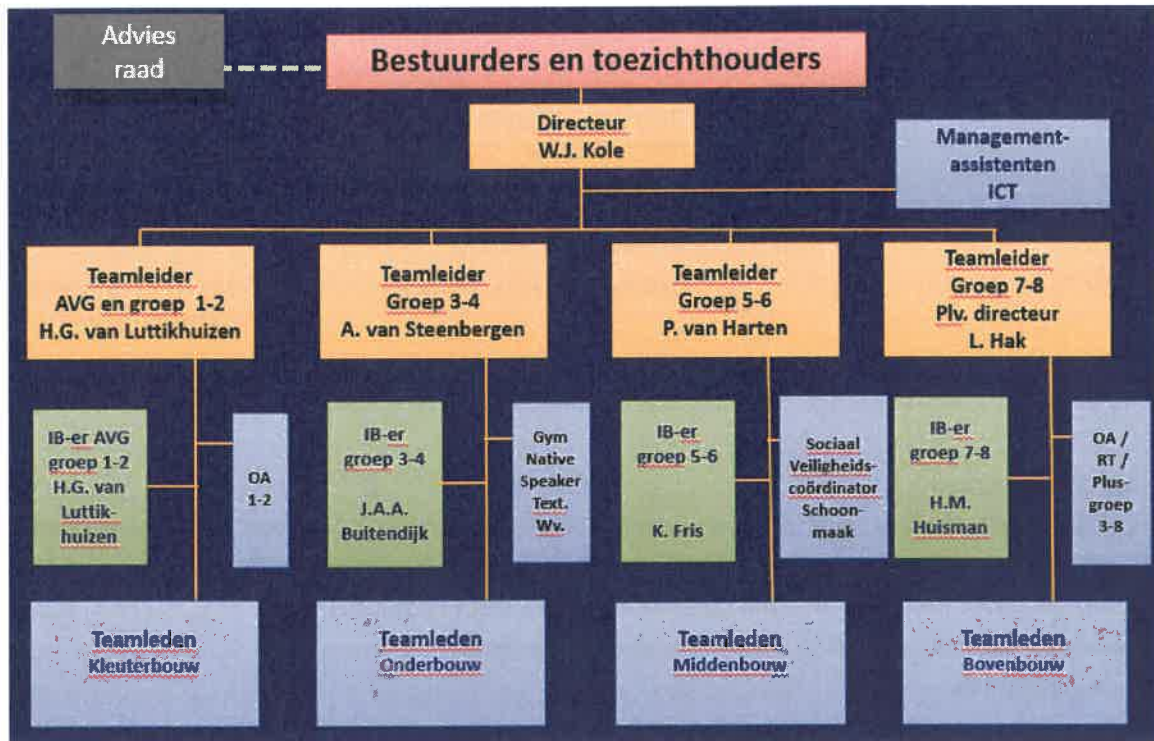 Advies
raad
Bestuurders en toezichthouders
Directeur
W.J. Kole
Management-
assistenten
ICT
Teamleider
AVG en groep 1-2
H.G. van Luttikhuizen
Teamleider
Groep 3-4
A. van Steenbergen
Teamleider
Groep 5-6
P. van Harten
Teamleider
Groep 7-8
Plv. directeur
L. Hak
IB-er AVG
groep 1-2
H.G. van
Luttik-
huizen
OA
1-2
IB-er
groep 3-4
J.A.A.
Buitendijk
Gym
Native
Speaker
Text.
Wv.
IB-er
groep 5-6
K. Fris
Sociaal
Veiligheids-
coördinator
Schoon-
maak
IB-er
groep 7-8
H.M.
Huisman
OA /
RT /
Plus-
groep
3-8
Teamleden
Kleuterbouw
Teamleden
Onderbouw
Teamleden
Middenbouw
Teamleden
Bovenbouw